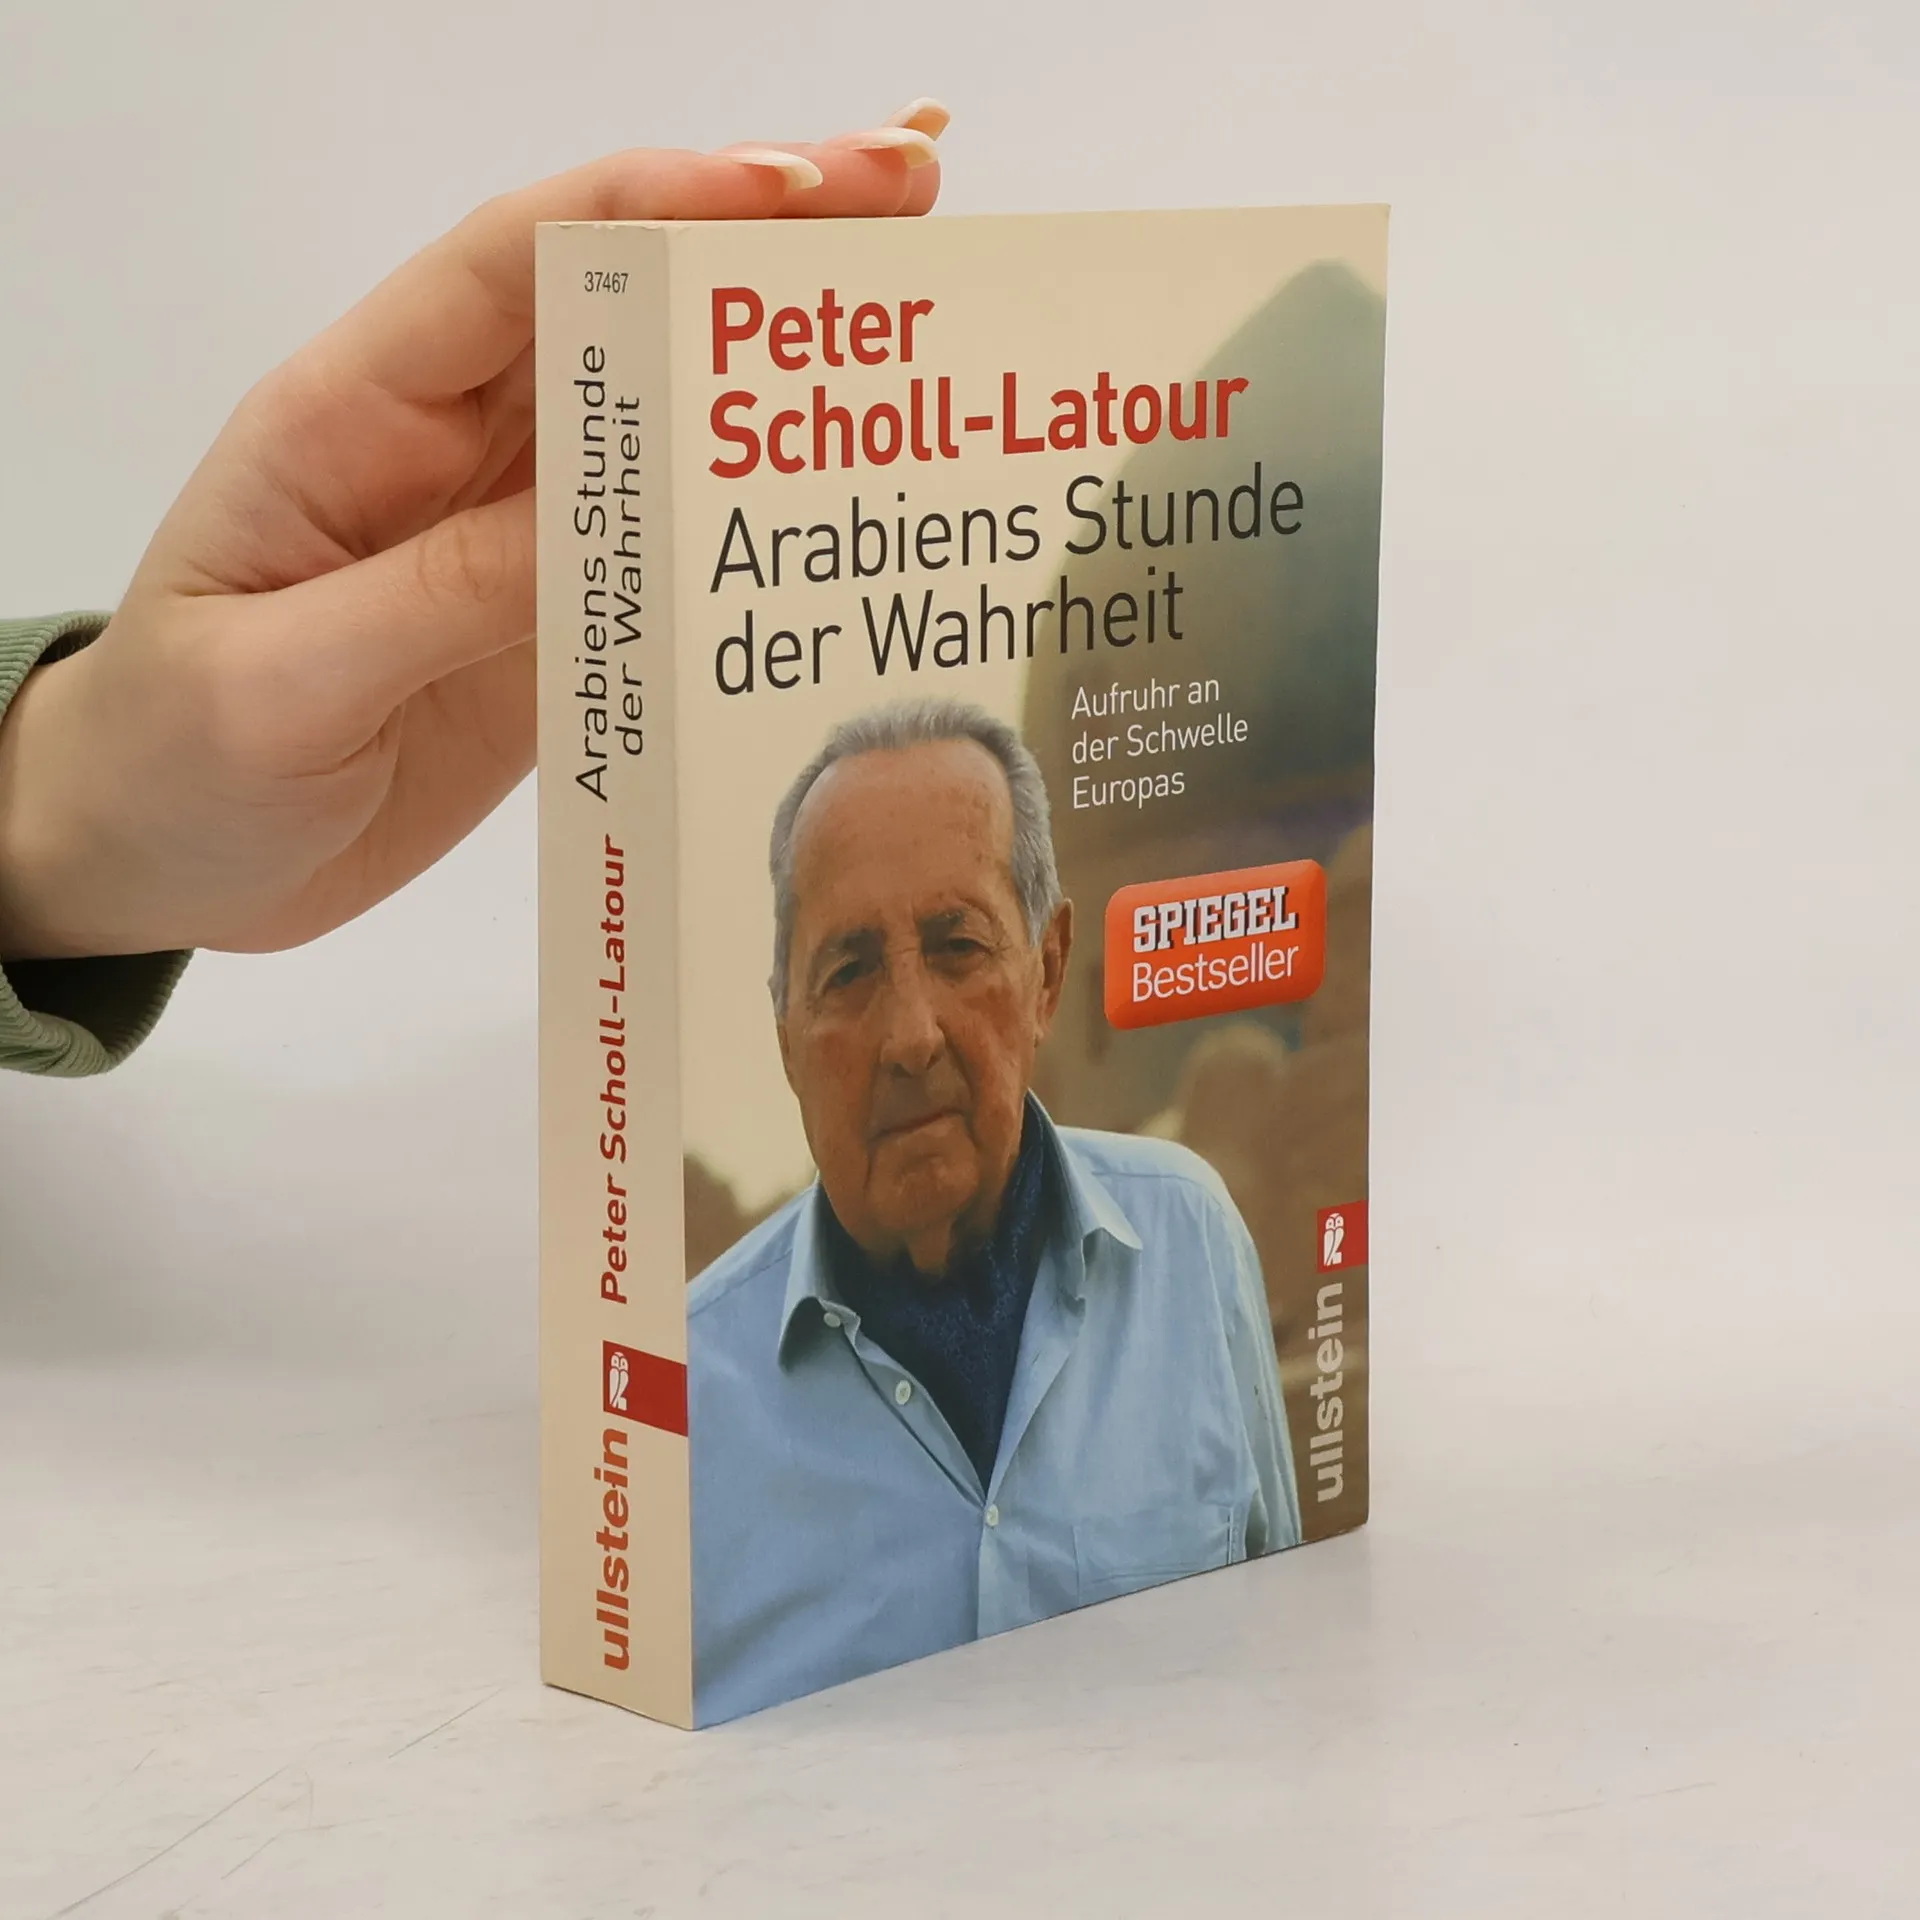 37467
Arabiens Stunde
der Wahrheit
Peter Scholl-Latour
ullstein
Peter
Scholl-Latour
Arabiens Stunde
der Wahrheit
Aufruhr an
der Schwelle
Europas
SPIEGEL
Bestseller
ullstein